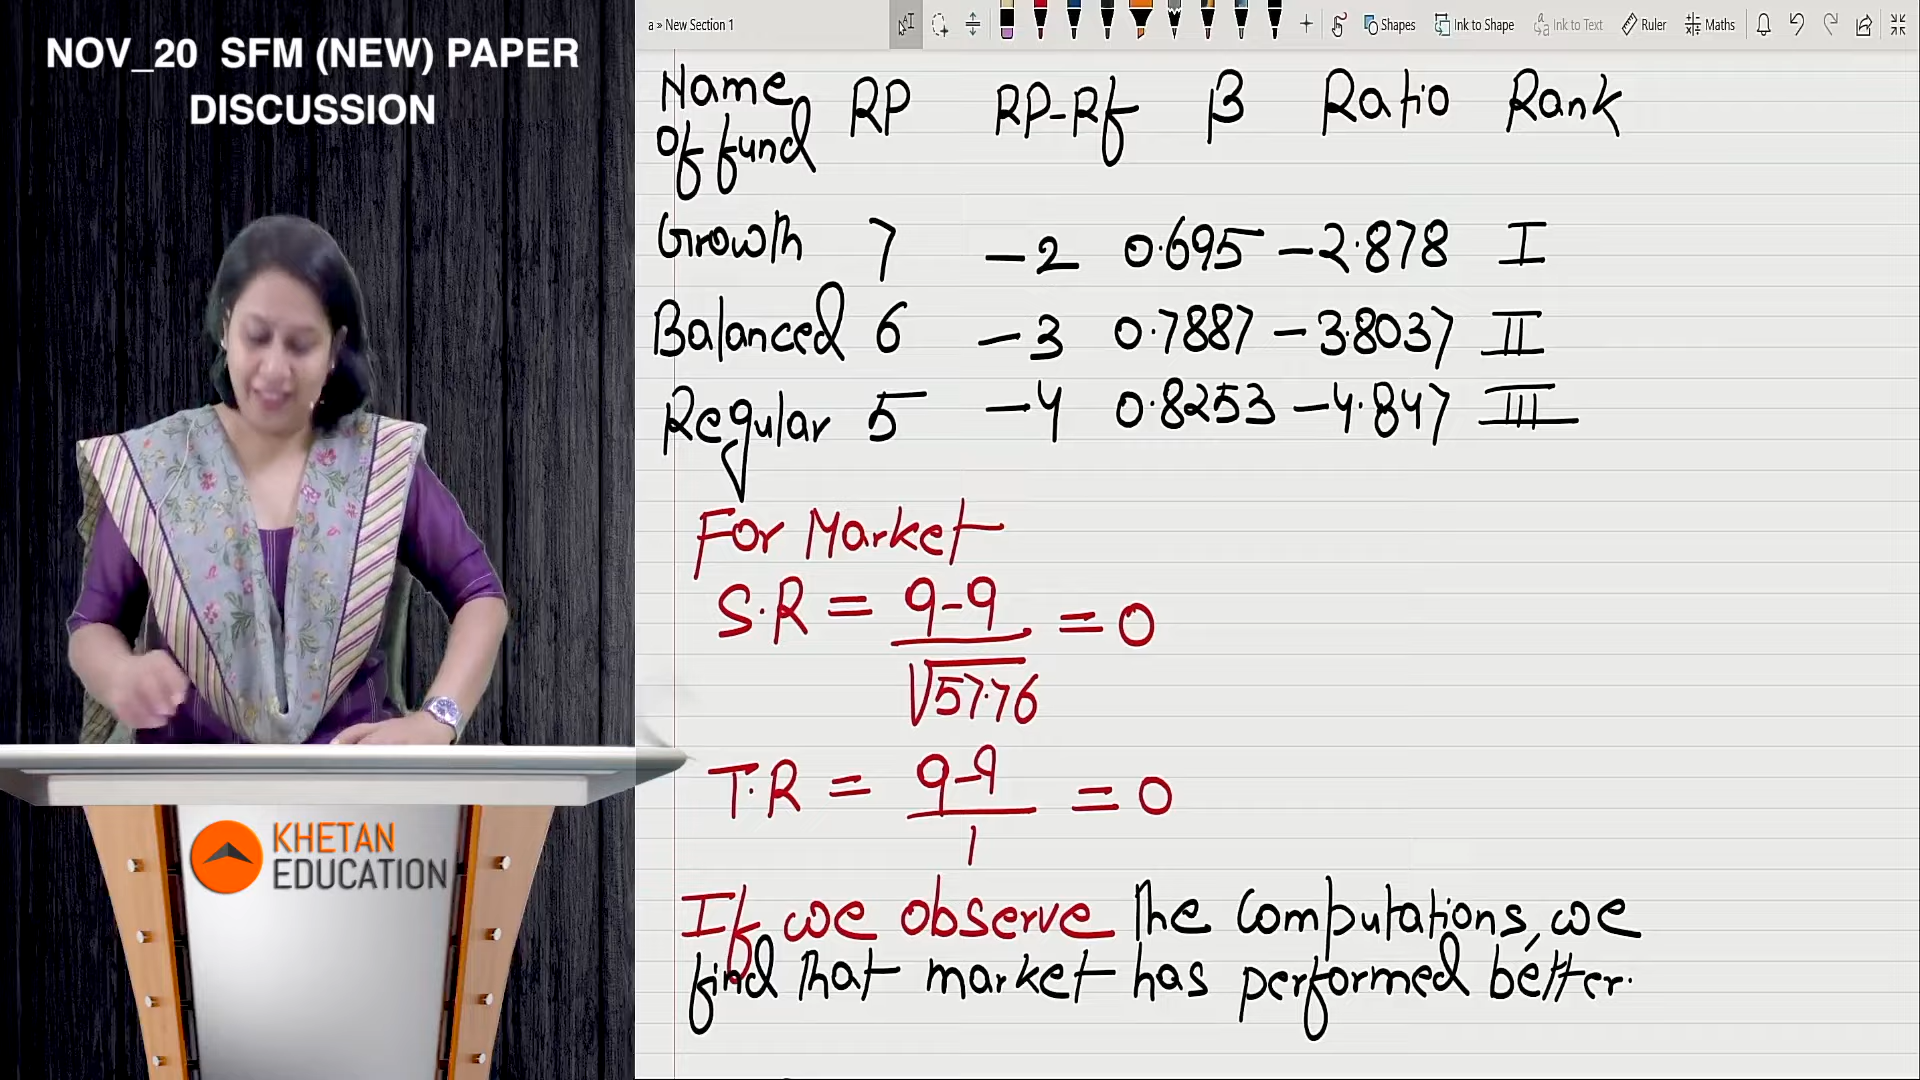 NOV_20 SFM (NEW) PAPER
DISCUSSION
KHETAN
EDUCATION
a » New Section 1
Shapes
Ink to Shape
Ink to Text
Ruler
Maths
Name of fund RP RP-Rf β Ratio Rank
Growth 7 -2 0.695 -2.878 I
Balanced 6 -3 0.7887 -3.8037 II
Regular 5 -4 0.8253 -4.847 III
For Market
S.R = 9-9 / √57.76 = 0
T.R = 9-9 / 1 = 0
If we observe the computations, we
find that market has performed better.